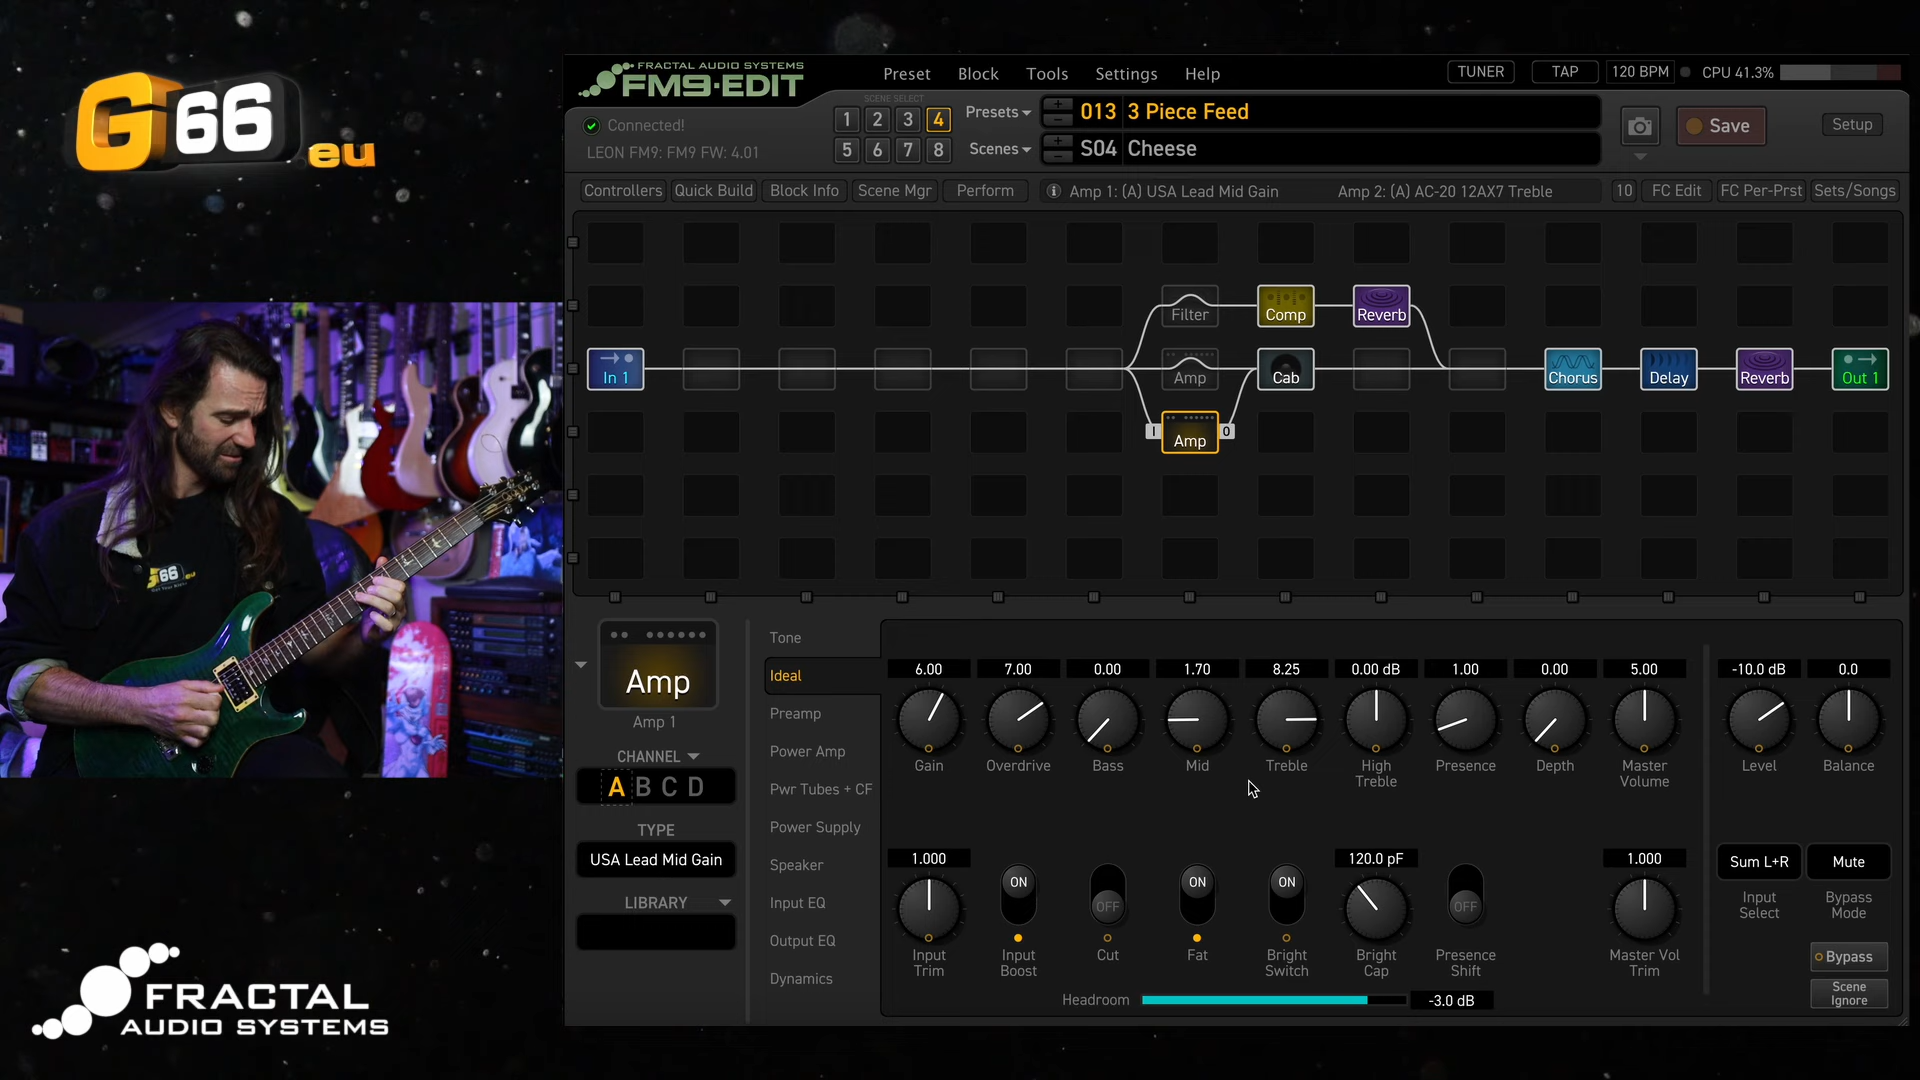 G66.eu
G66.eu
FRACTAL
AUDIO SYSTEMS
FRACTAL AUDIO SYSTEMS
FM9·EDIT
Preset Block Tools Settings Help
TUNER TAP 120 BPM CPU 41.3%
Connected!
LEON FM9: FM9 FW: 4.01
SCENE SELECT
1 2 3 4
5 6 7 8
Presets 013 3 Piece Feed
Scenes S04 Cheese
Save Setup
Controllers Quick Build Block Info Scene Mgr Perform
Amp 1: (A) USA Lead Mid Gain Amp 2: (A) AC-20 12AX7 Treble
10 FC Edit FC Per-Prst Sets/Songs
Filter Comp Reverb
In 1 Amp Cab Chorus Delay Reverb Out 1
I Amp O
Amp
Amp 1
CHANNEL
A B C D
TYPE
USA Lead Mid Gain
LIBRARY
Tone
Ideal
Preamp
Power Amp
Pwr Tubes + CF
Power Supply
Speaker
Input EQ
Output EQ
Dynamics
6.00 7.00 0.00 1.70 8.25 0.00 dB 1.00 0.00 5.00 -10.0 dB 0.0
Gain Overdrive Bass Mid Treble High Treble Presence Depth Master Volume Level Balance
1.000 ON OFF ON ON 120.0 pF OFF 1.000 Sum L+R Mute
Input Trim Input Boost Cut Fat Bright Switch Bright Cap Presence Shift Master Vol Trim Input Select Bypass Mode
Bypass
Scene Ignore
Headroom -3.0 dB